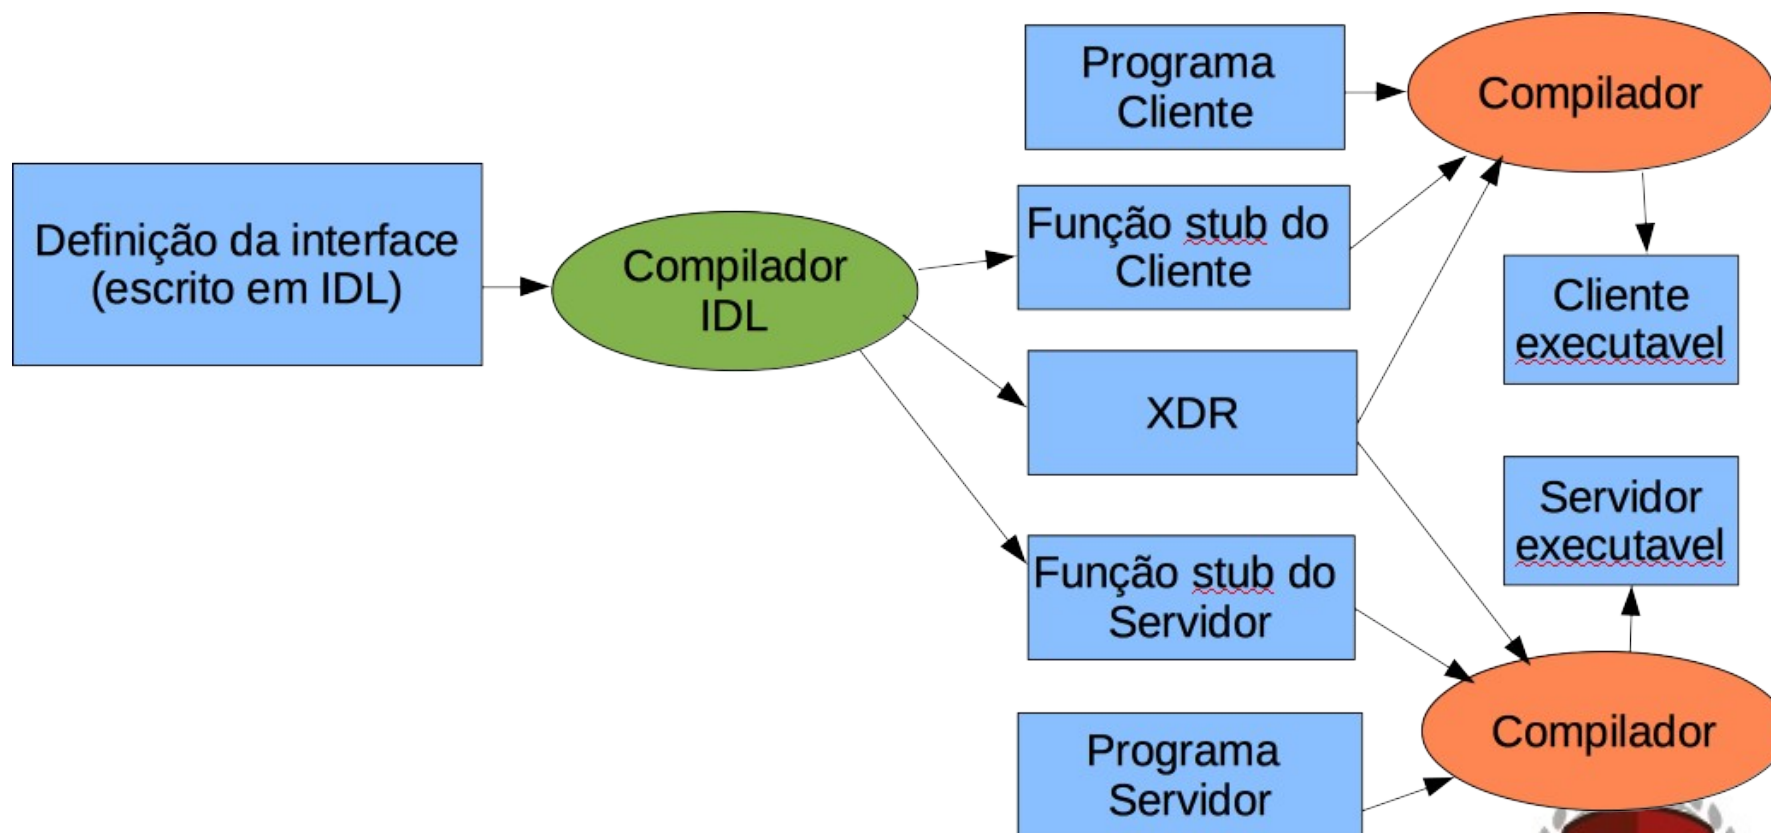 Programa
Cliente
Compilador
Definição da interface
(escrito em IDL)
Compilador
IDL
Função stub do
Cliente
Cliente
executavel
XDR
Servidor
executavel
Função stub do
Servidor
Programa
Servidor
Compilador